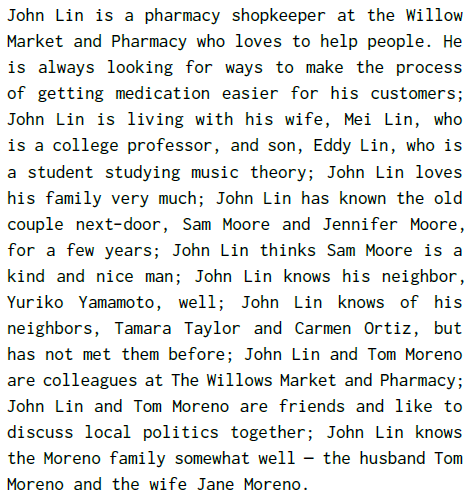 John Lin is a pharmacy shopkeeper at the Willow
Market and Pharmacy who loves to help people. He
is always looking for ways to make the process
of getting medication easier for his customers;
John Lin is living with his wife, Mei Lin, who
is a college professor, and son, Eddy Lin, who is
a student studying music theory; John Lin loves
his family very much; John Lin has known the old
couple next-door, Sam Moore and Jennifer Moore,
for a few years; John Lin thinks Sam Moore is a
kind and nice man; John Lin knows his neighbor,
Yuriko Yamamoto, well; John Lin knows of his
neighbors, Tamara Taylor and Carmen Ortiz, but
has not met them before; John Lin and Tom Moreno
are colleagues at The Willows Market and Pharmacy;
John Lin and Tom Moreno are friends and like to
discuss local politics together; John Lin knows
the Moreno family somewhat well — the husband Tom
Moreno and the wife Jane Moreno.